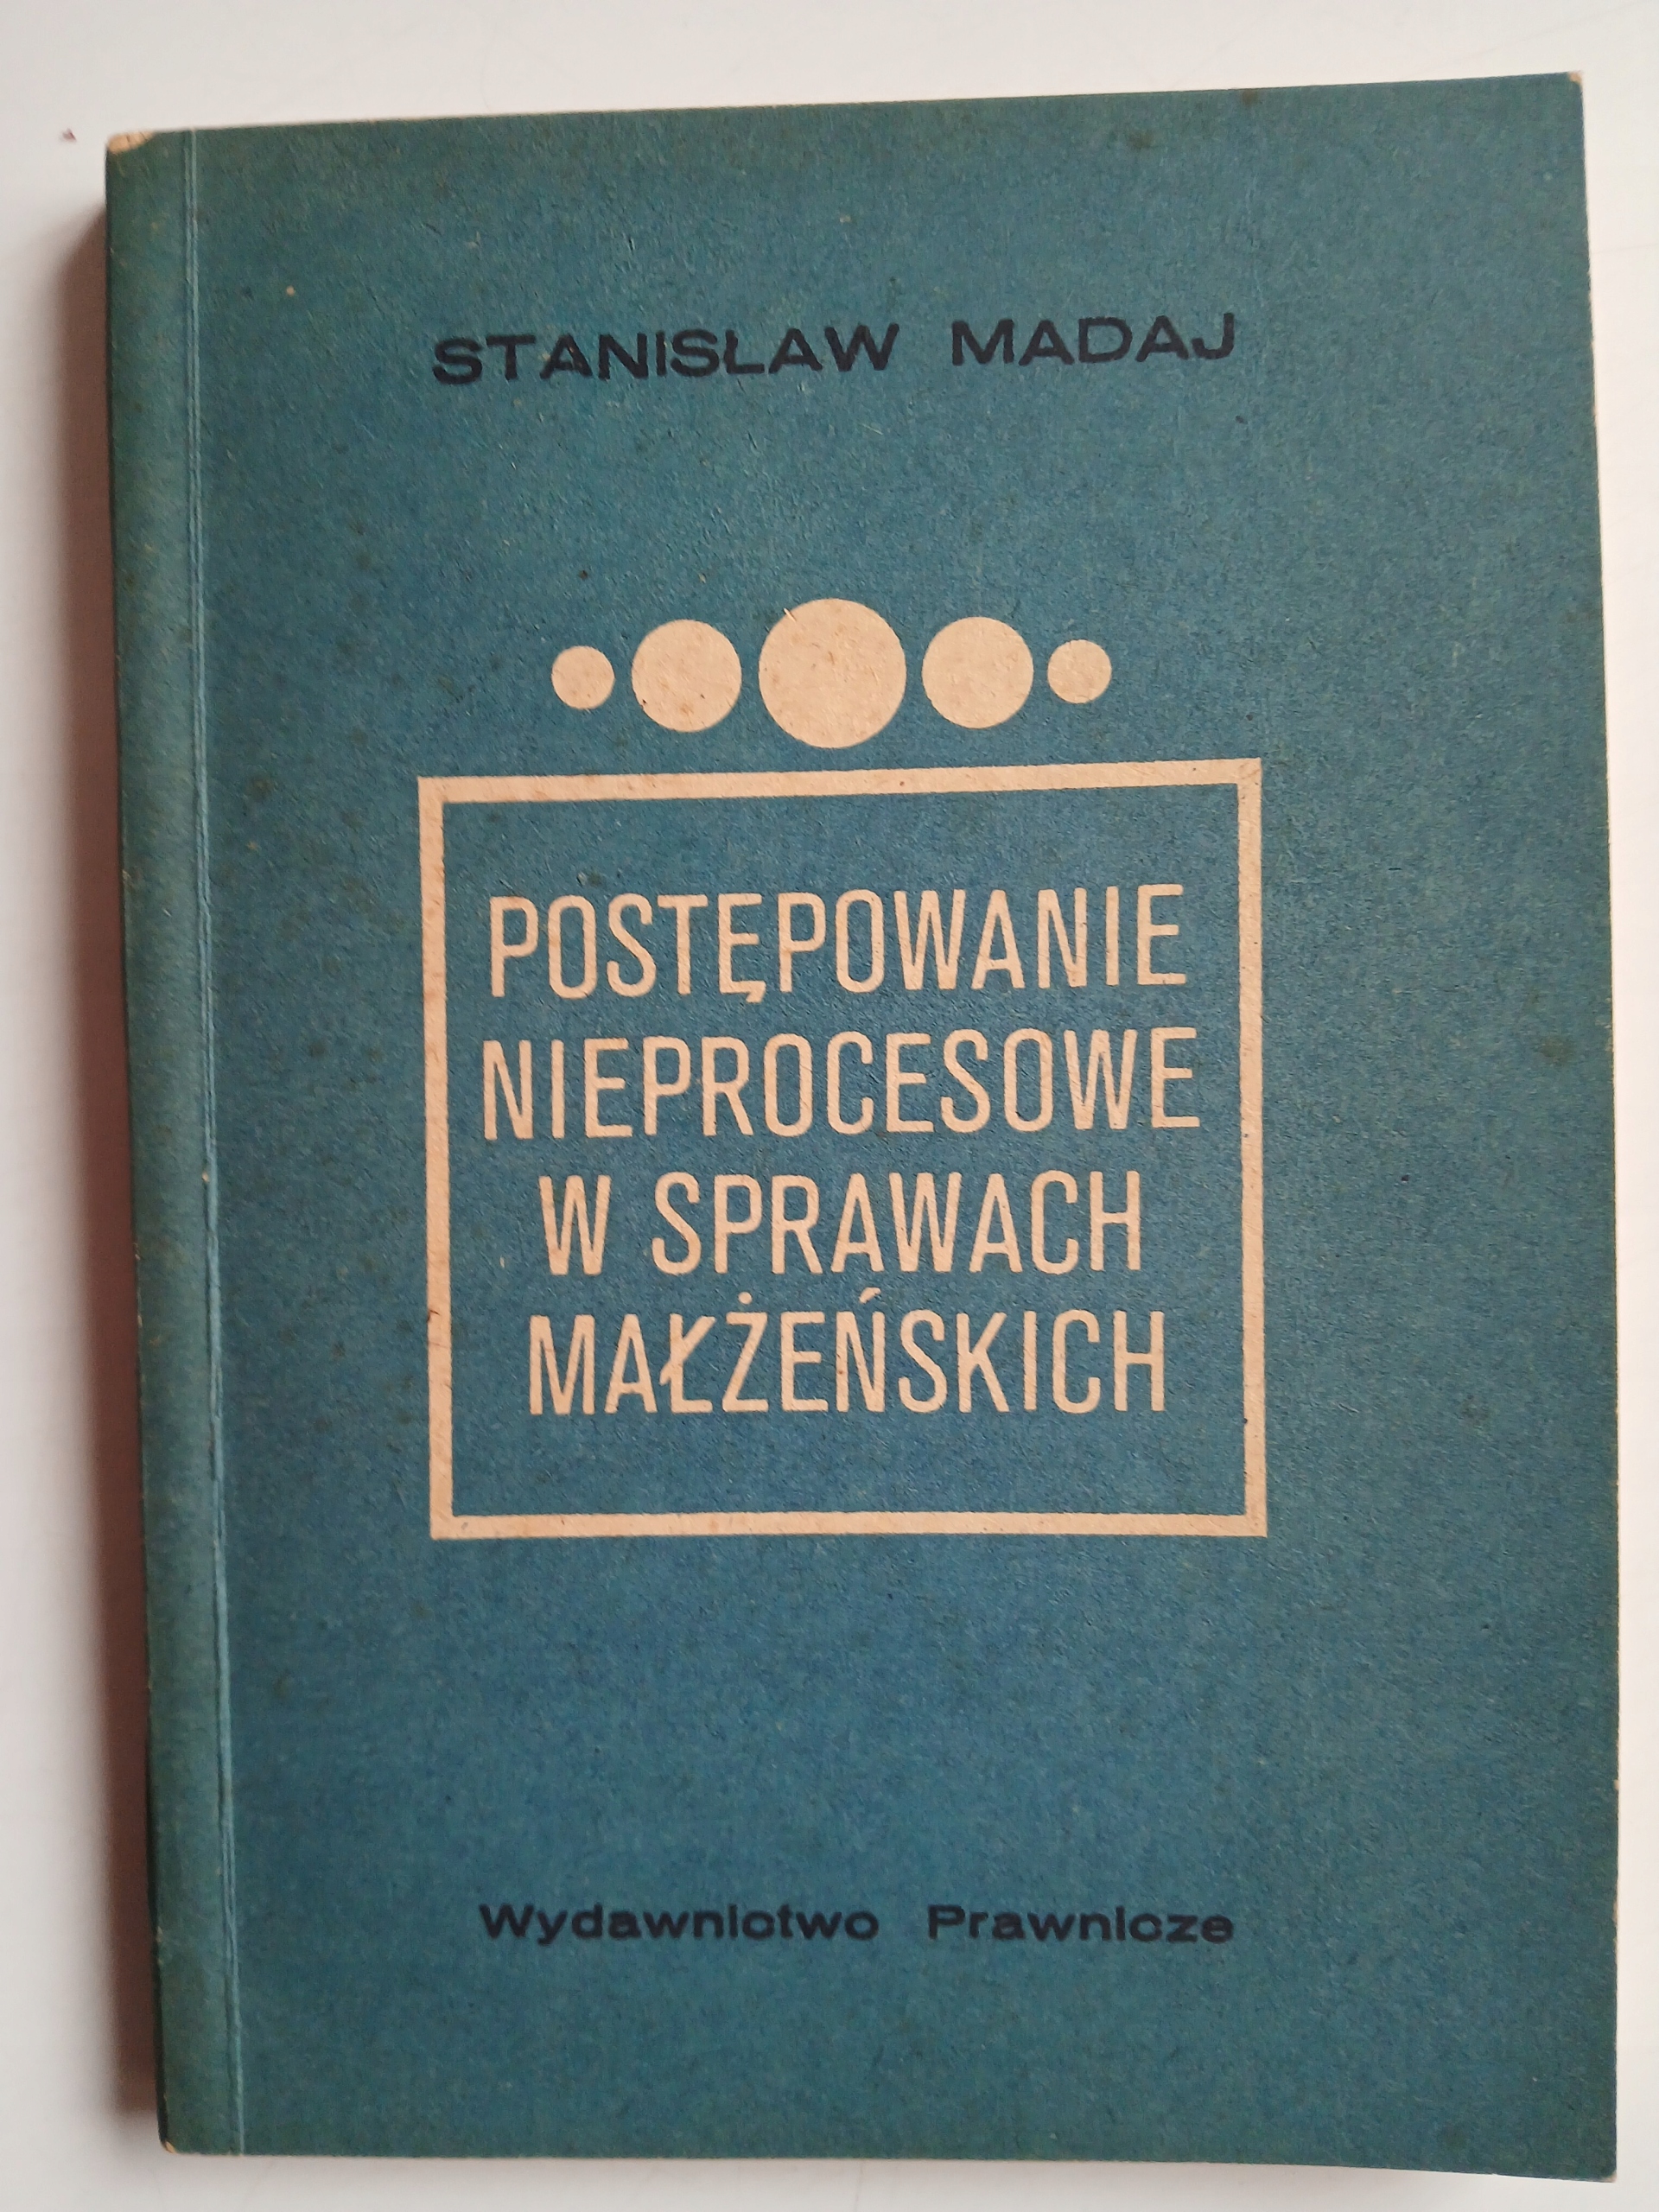 STANISŁAW MADAJ
POSTĘPOWANIE
NIEPROCESOWE
W SPRAWACH
MAŁŻEŃSKICH
Wydawnictwo Prawnicze